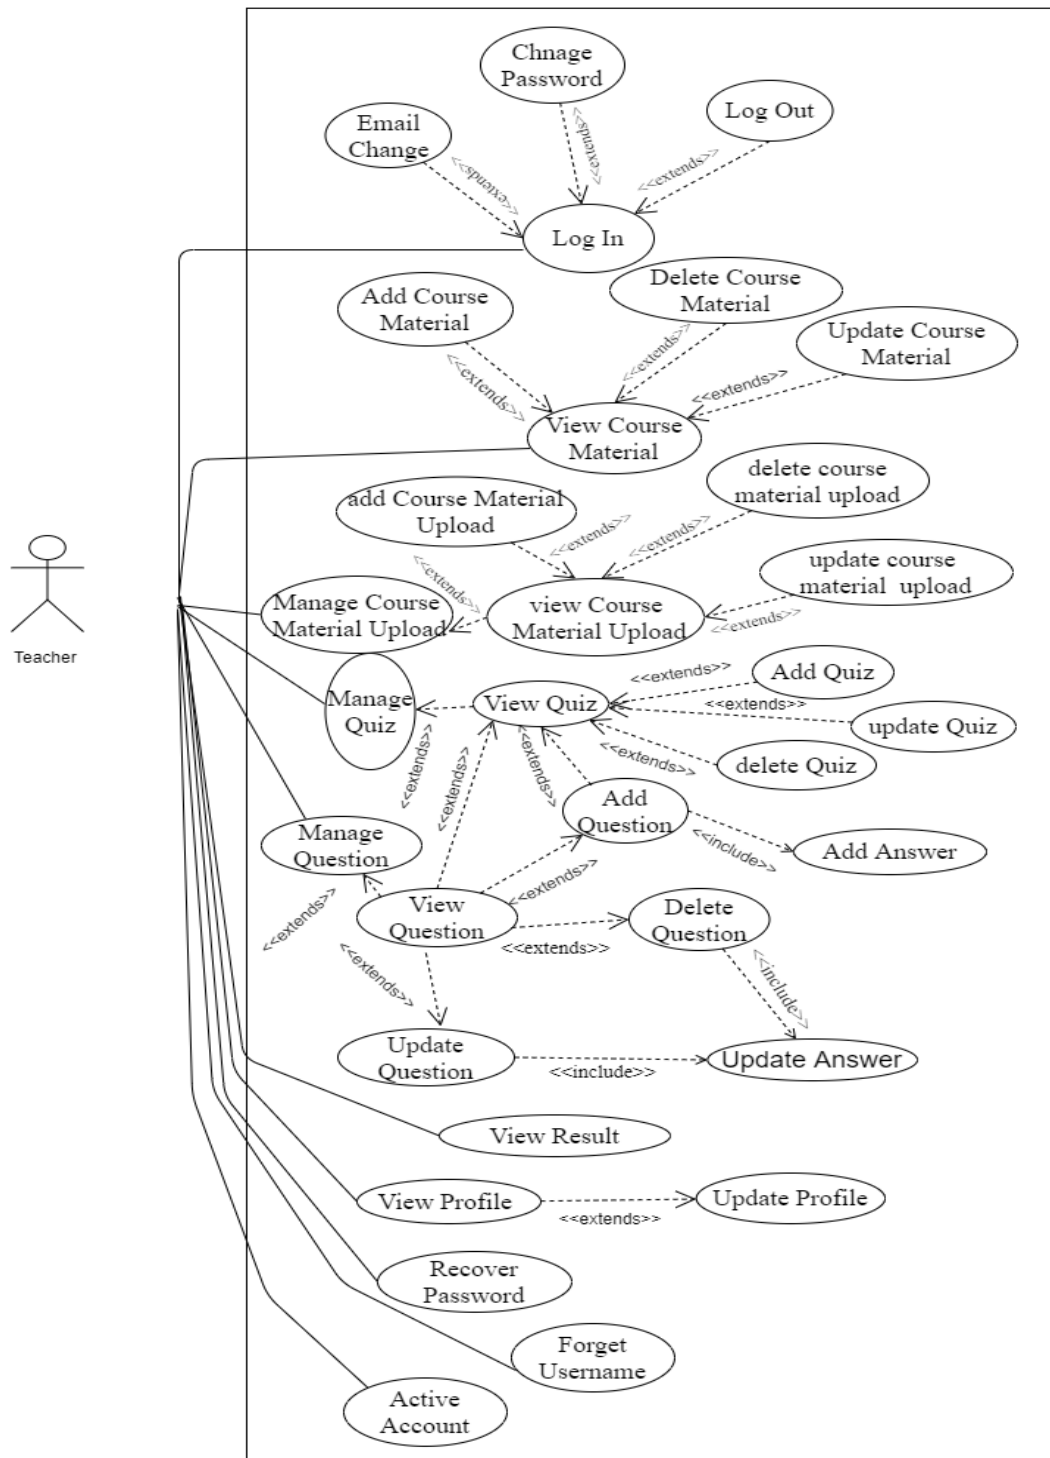 Chnage
Password
<<extends>>
Log Out
<<extends>>
Email
Change
<<extends>>
Log In
Delete Course
Material
Add Course
Material
<<extends>>
Update Course
Material
<<extends>>
<<extends>>
View Course
Material
delete course
material upload
add Course Material
Upload
<<extends>>
<<extends>>
update course
material upload
<<extends>>
Manage Course
Material Upload
view Course
Material Upload
<<extends>>
Teacher
<<extends>>
Add Quiz
Manage
Quiz
View Quiz
<<extends>>
update Quiz
<<extends>>
<<extends>>
<<extends>>
<<extends>>
delete Quiz
Add
Question
Manage
Question
<<include>>
Add Answer
<<extends>>
<<extends>>
View
Question
Delete
Question
<<extends>>
<<extends>>
<<include>>
Update
Question
<<include>>
Update Answer
View Result
View Profile
<<extends>>
Update Profile
Recover
Password
Forget
Username
Active
Account